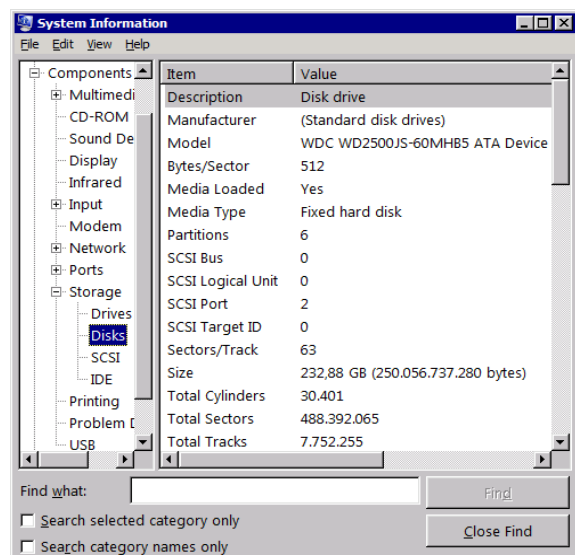 System Information
File Edit View Help
Components
Multimedi
CD-ROM
Sound De
Display
Infrared
Input
Modem
Network
Ports
Storage
Drives
Disks
SCSI
IDE
Printing
Problem D
USB
Item Value
Description Disk drive
Manufacturer (Standard disk drives)
Model WDC WD2500JS-60MHB5 ATA Device
Bytes/Sector 512
Media Loaded Yes
Media Type Fixed hard disk
Partitions 6
SCSI Bus 0
SCSI Logical Unit 0
SCSI Port 2
SCSI Target ID 0
Sectors/Track 63
Size 232,88 GB (250.056.737.280 bytes)
Total Cylinders 30.401
Total Sectors 488.392.065
Total Tracks 7.752.255
Find what:
Find
Search selected category only
Close Find
Search category names only